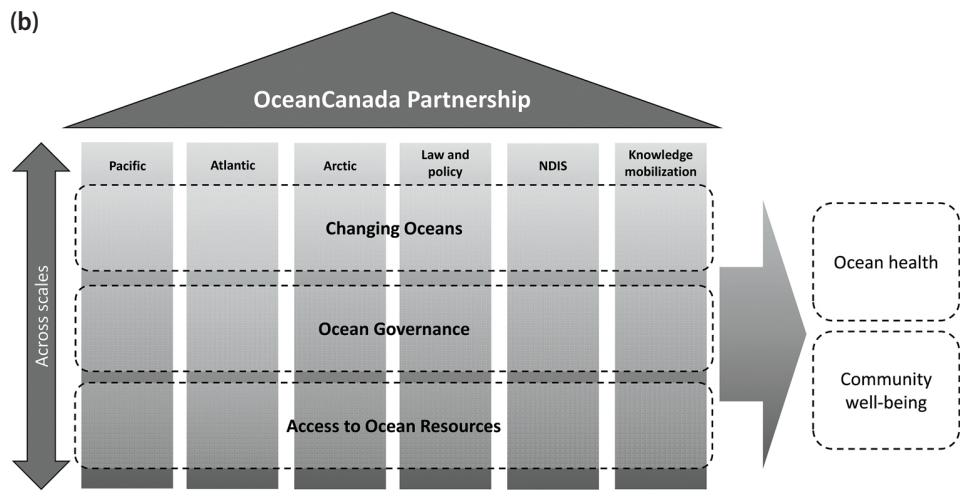 (b)
OceanCanada Partnership
Pacific
Atlantic
Arctic
Law and
policy
NDIS
Knowledge
mobilization
Across scales
Changing Oceans
Ocean Governance
Access to Ocean Resources
Ocean health
Community
well-being